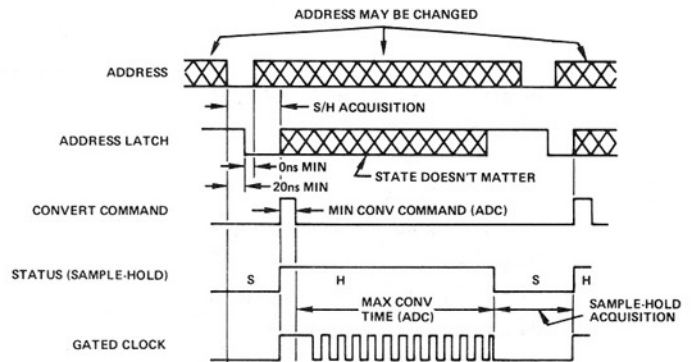 ADDRESS MAY BE CHANGED
ADDRESS
S/H ACQUISITION
ADDRESS LATCH
0ns MIN
STATE DOESN'T MATTER
20ns MIN
CONVERT COMMAND
MIN CONV COMMAND (ADC)
STATUS (SAMPLE-HOLD)
S
H
S
H
MAX CONV
TIME (ADC)
SAMPLE-HOLD
ACQUISITION
GATED CLOCK